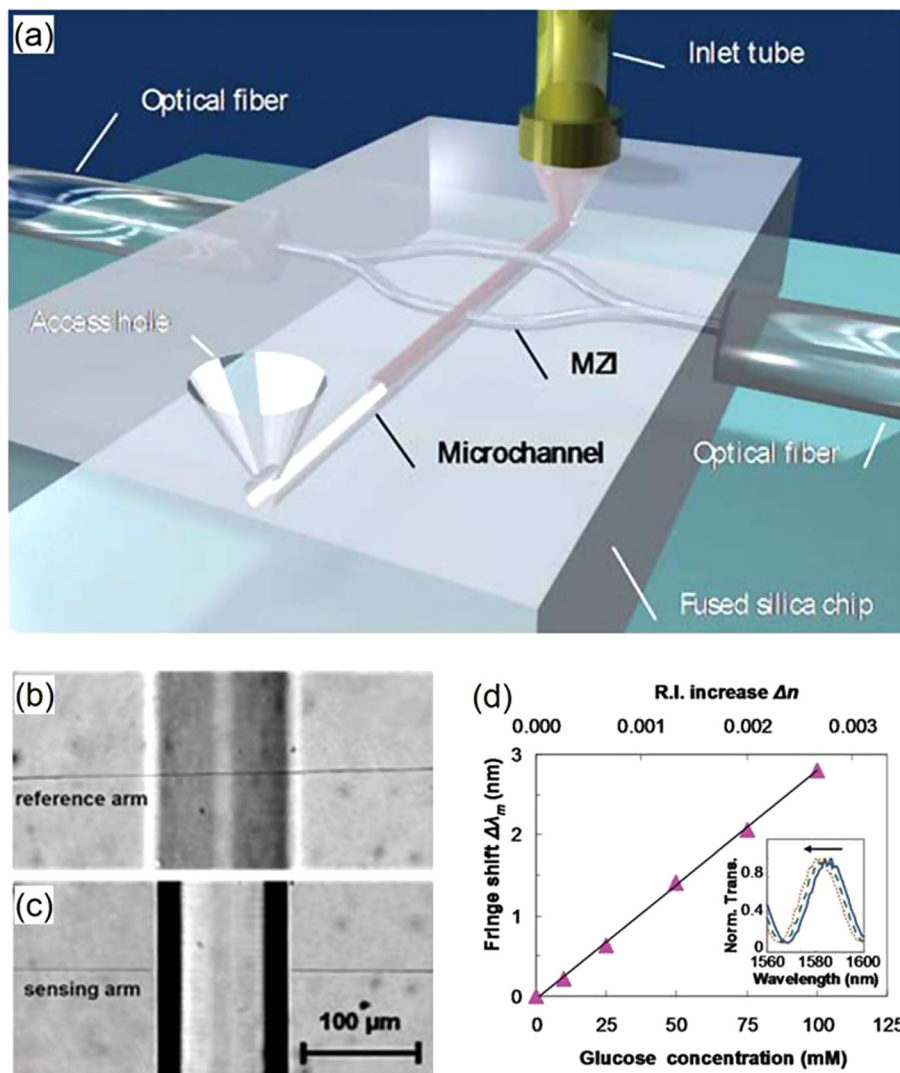 (a)
Inlet tube
Optical fiber
Access hole
MZI
Microchannel
Optical fiber
Fused silica chip
(b)
reference arm
(c)
sensing arm
100 µm
(d)
R.I. increase Δn
0.000 0.001 0.002 0.003
Fringe shift Δλm (nm)
3
2
1
0
0 25 50 75 100 125
Glucose concentration (mM)
Norm. Trans.
0.8
0.4
0
1560 1580 1600
Wavelength (nm)